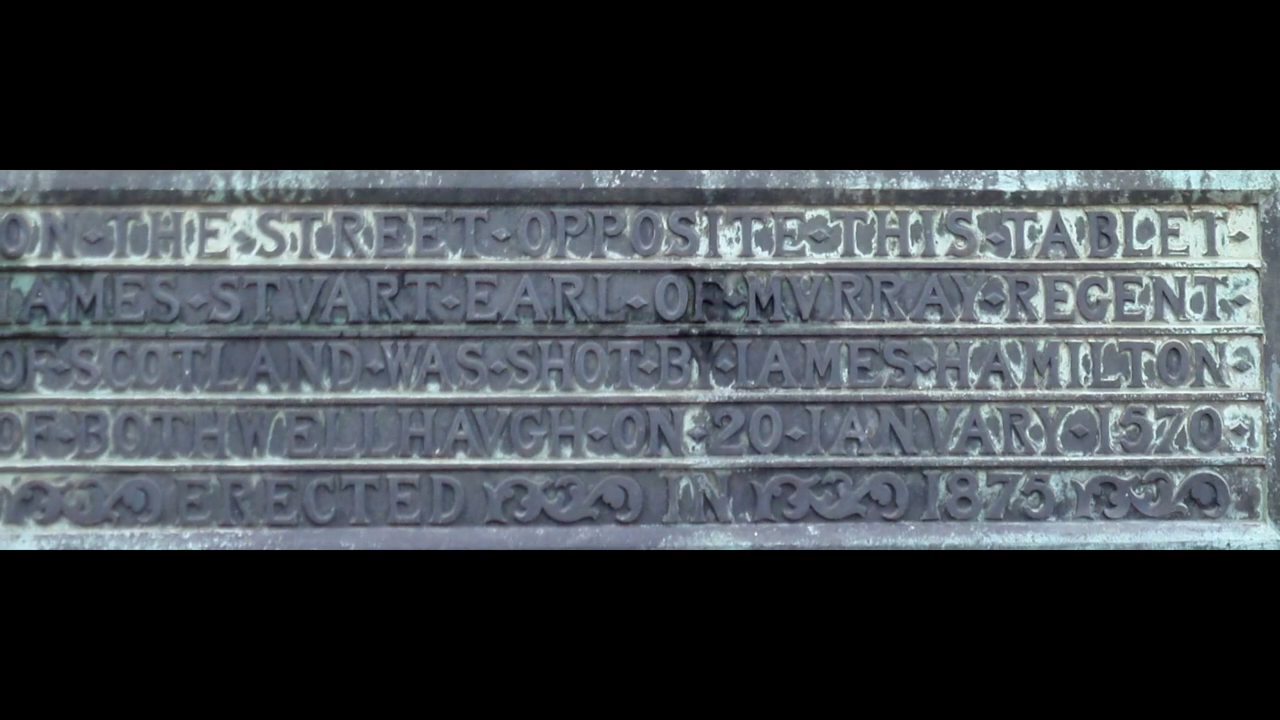 ON·THE·STREET·OPPOSITE·THIS·TABLET·
IAMES·STVART·EARL·OF·MVRRAY·REGENT·
OF·SCOTLAND·WAS·SHOT·BY·IAMES·HAMILTON·
OF·BOTHWELLHAVGH·ON·20·IANVARY·1570·
ERECTED IN 1875